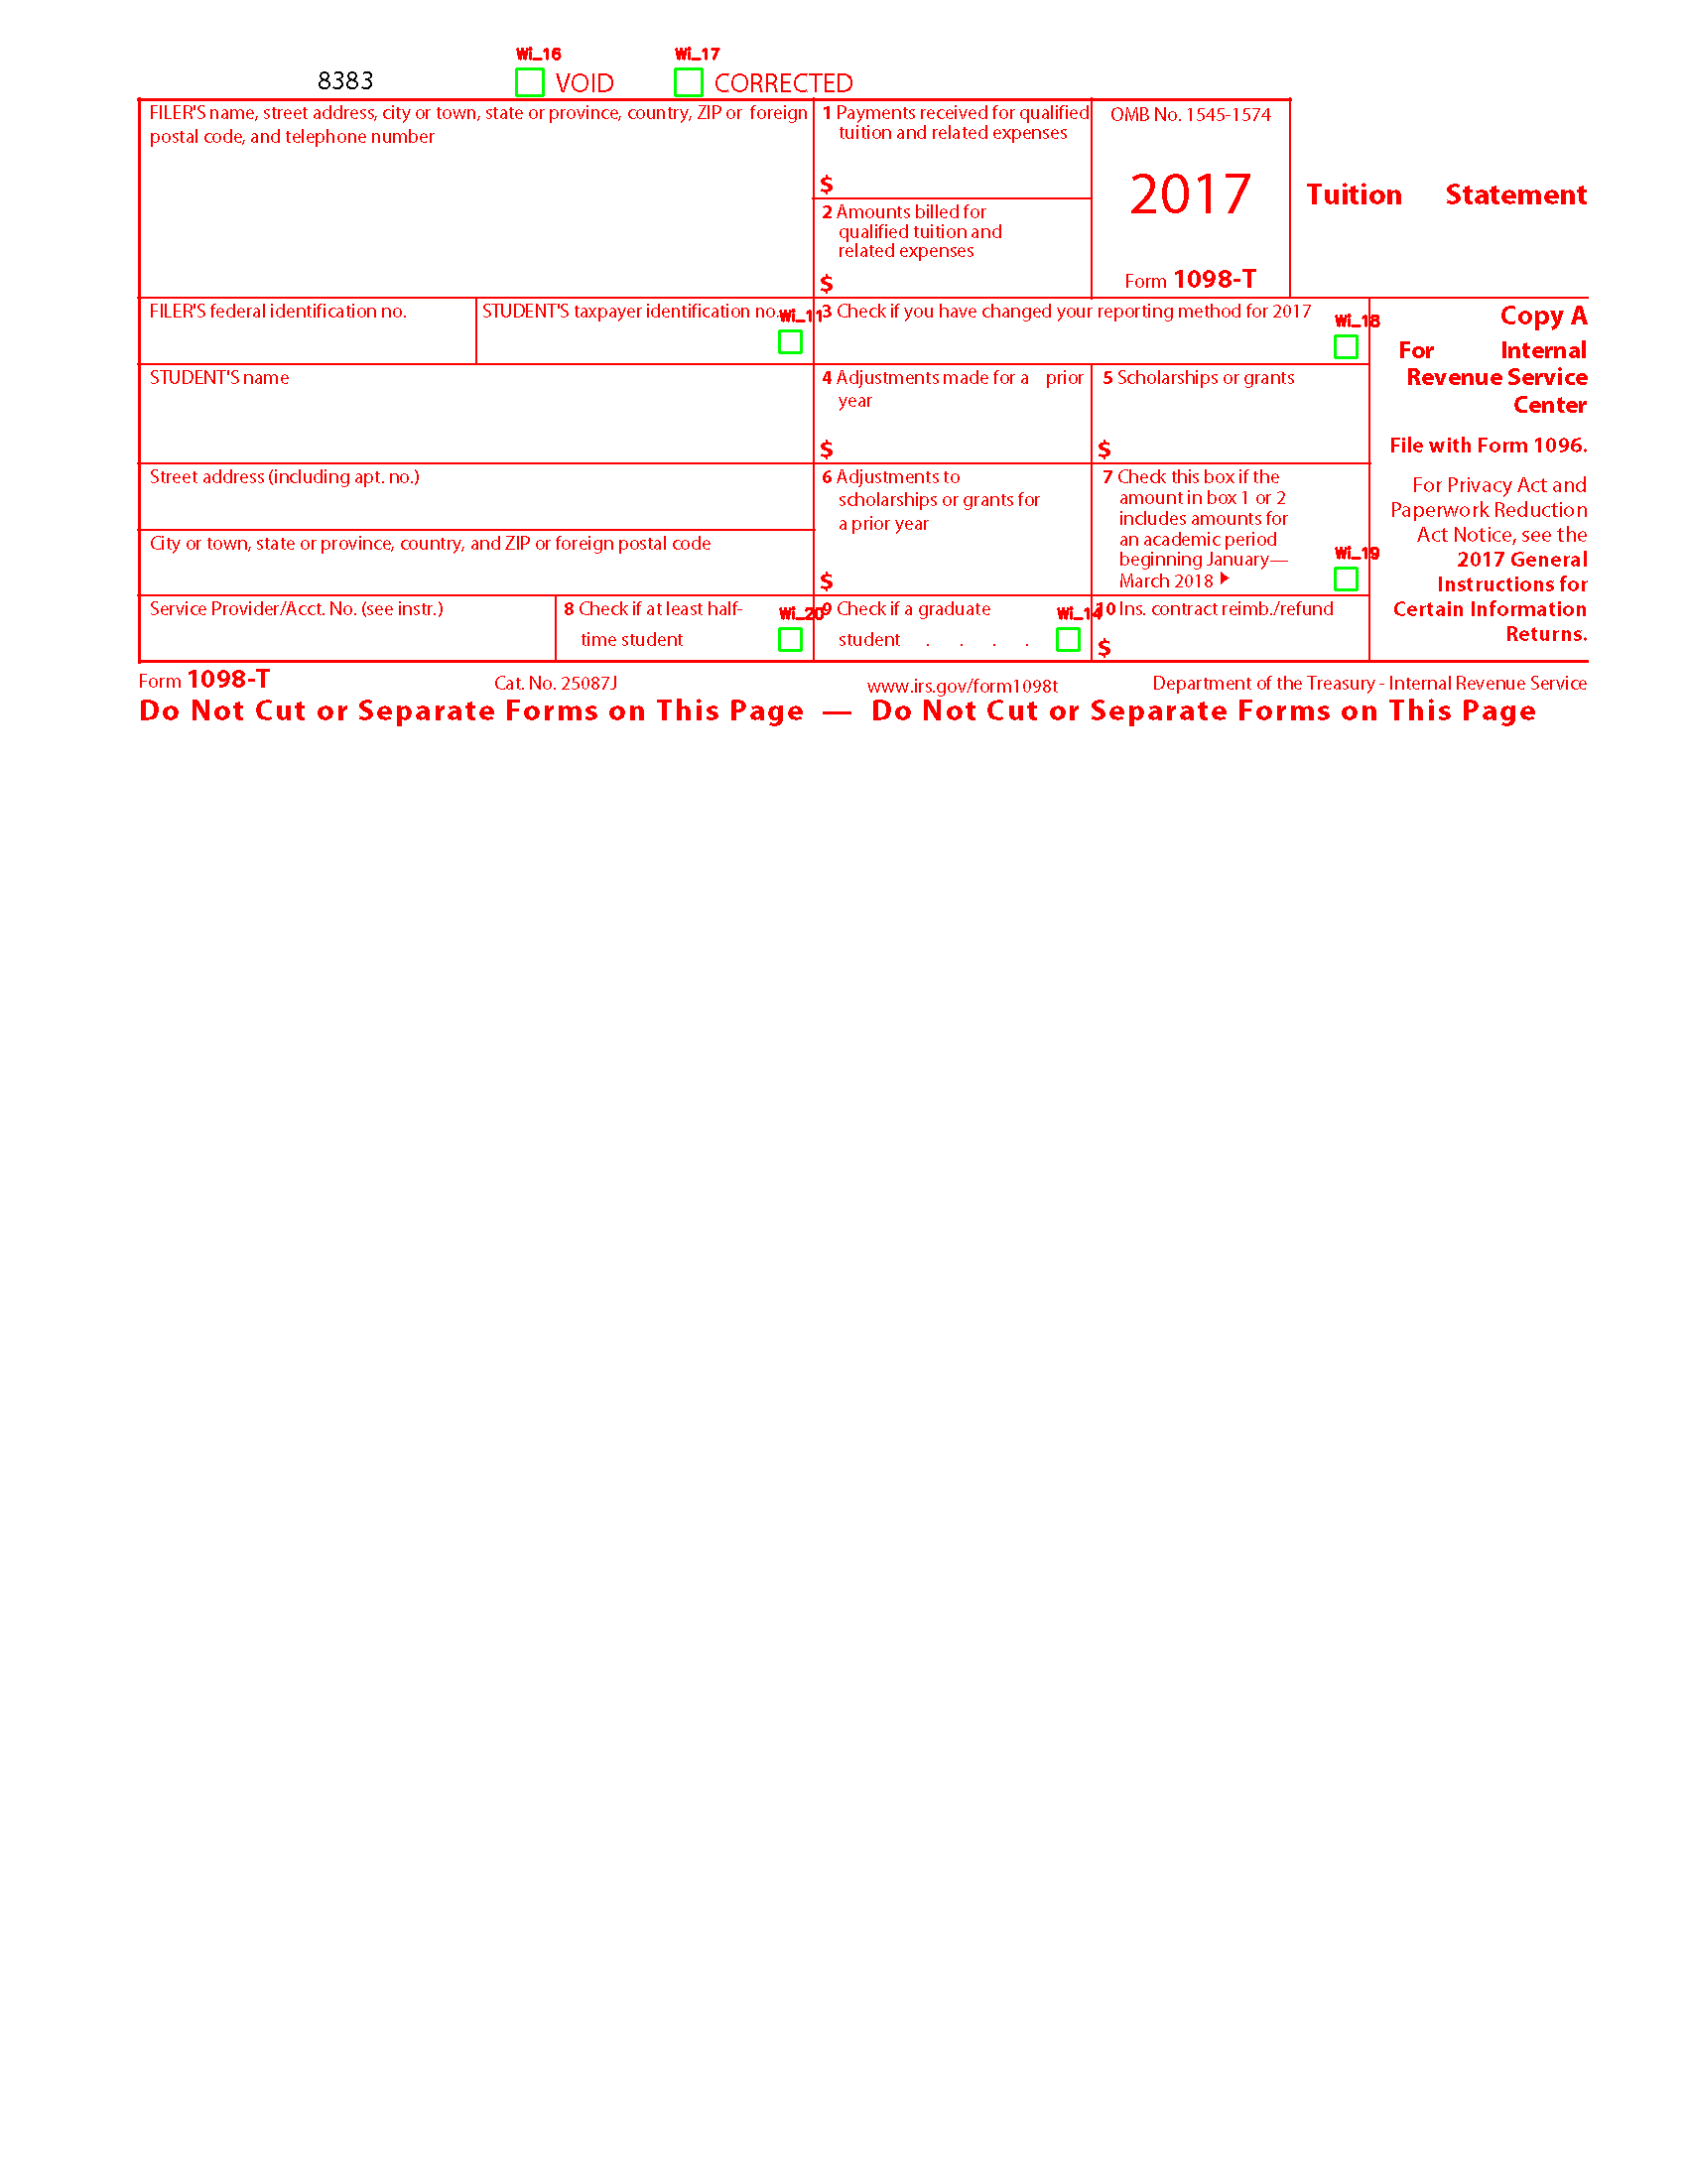 Wi_16 Wi_17
8383 VOID CORRECTED
FILER'S name, street address, city or town, state or province, country, ZIP or foreign
postal code, and telephone number
1 Payments received for qualified
tuition and related expenses
$
2 Amounts billed for
qualified tuition and
related expenses
$
OMB No. 1545-1574
2017
Form 1098-T
Tuition Statement
FILER'S federal identification no.
STUDENT'S taxpayer identification no.
Wi_11
3 Check if you have changed your reporting method for 2017
Wi_18
Copy A
For Internal
Revenue Service
Center
File with Form 1096.
For Privacy Act and
Paperwork Reduction
Act Notice, see the
2017 General
Instructions for
Certain Information
Returns.
STUDENT'S name
4 Adjustments made for a prior
year
$
5 Scholarships or grants
$
Street address (including apt. no.)
6 Adjustments to
scholarships or grants for
a prior year
$
7 Check this box if the
amount in box 1 or 2
includes amounts for
an academic period
beginning January—
March 2018
Wi_19
City or town, state or province, country, and ZIP or foreign postal code
Service Provider/Acct. No. (see instr.)
8 Check if at least half-
time student
Wi_20
9 Check if a graduate
student . . . .
Wi_14
10 Ins. contract reimb./refund
$
Form 1098-T Cat. No. 25087J www.irs.gov/form1098t Department of the Treasury - Internal Revenue Service
Do Not Cut or Separate Forms on This Page — Do Not Cut or Separate Forms on This Page